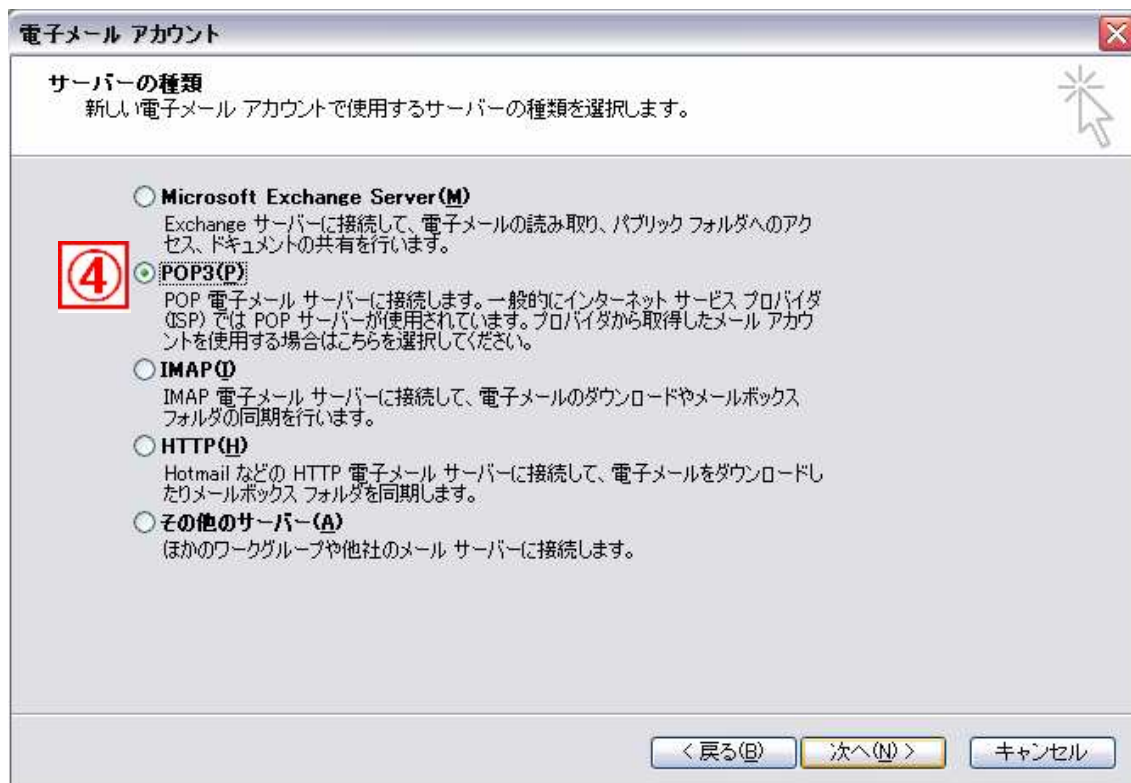 電子メール アカウント
サーバーの種類
新しい電子メール アカウントで使用するサーバーの種類を選択します。
Microsoft Exchange Server(M)
Exchange サーバーに接続して、電子メールの読み取り、パブリック フォルダへのアク
セス、ドキュメントの共有を行います。
④
POP3(P)
POP 電子メール サーバーに接続します。一般的にインターネット サービス プロバイダ
(ISP) では POP サーバーが使用されています。プロバイダから取得したメール アカウ
ントを使用する場合はこちらを選択してください。
IMAP(I)
IMAP 電子メール サーバーに接続して、電子メールのダウンロードやメールボックス
フォルダの同期を行います。
HTTP(H)
Hotmail などの HTTP 電子メール サーバーに接続して、電子メールをダウンロードし
たりメールボックス フォルダを同期します。
その他のサーバー(A)
ほかのワークグループや他社のメール サーバーに接続します。
< 戻る(B) 次へ(N) > キャンセル